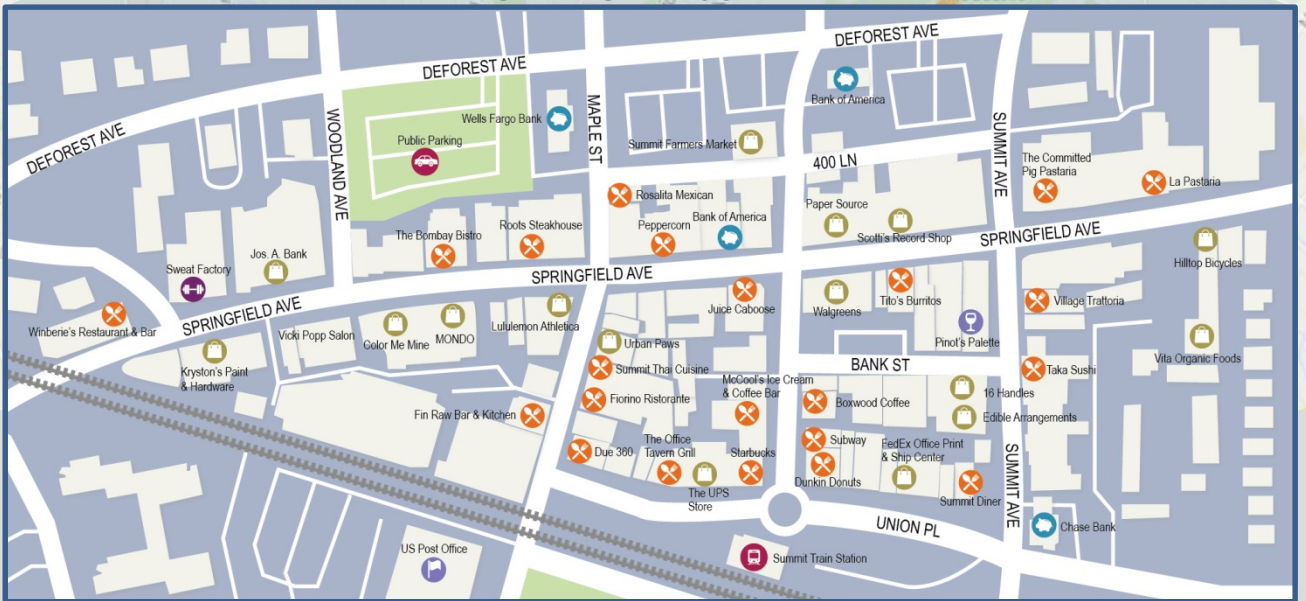 DEFOREST AVE
DEFOREST AVE
DEFOREST AVE
WOODLAND AVE
MAPLE ST
SUMMIT AVE
Wells Fargo Bank
Bank of America
Public Parking
Summit Farmers Market
400 LN
The Committed
Pig Pastaria
La Pastaria
Rosalita Mexican
Roots Steakhouse
The Bombay Bistro
Peppercorn
Bank of America
Paper Source
Scotti's Record Shop
SPRINGFIELD AVE
Jos. A. Bank
Sweat Factory
SPRINGFIELD AVE
Hilltop Bicycles
SPRINGFIELD AVE
Winberie's Restaurant & Bar
Vicki Popp Salon
Color Me Mine
MONDO
Lululemon Athletica
Juice Caboose
Walgreens
Tito's Burritos
Village Trattoria
Urban Paws
Pinot's Palette
Kryston's Paint
& Hardware
Vita Organic Foods
Summit Thai Cuisine
BANK ST
Taka Sushi
McCool's Ice Cream
& Coffee Bar
16 Handles
Fiorino Ristorante
Boxwood Coffee
Fin Raw Bar & Kitchen
Edible Arrangements
Due 360
The Office
Tavern Grill
Starbucks
Subway
FedEx Office Print
& Ship Center
Dunkin Donuts
The UPS
Store
Summit Diner
SUMMIT AVE
UNION PL
Chase Bank
US Post Office
Summit Train Station